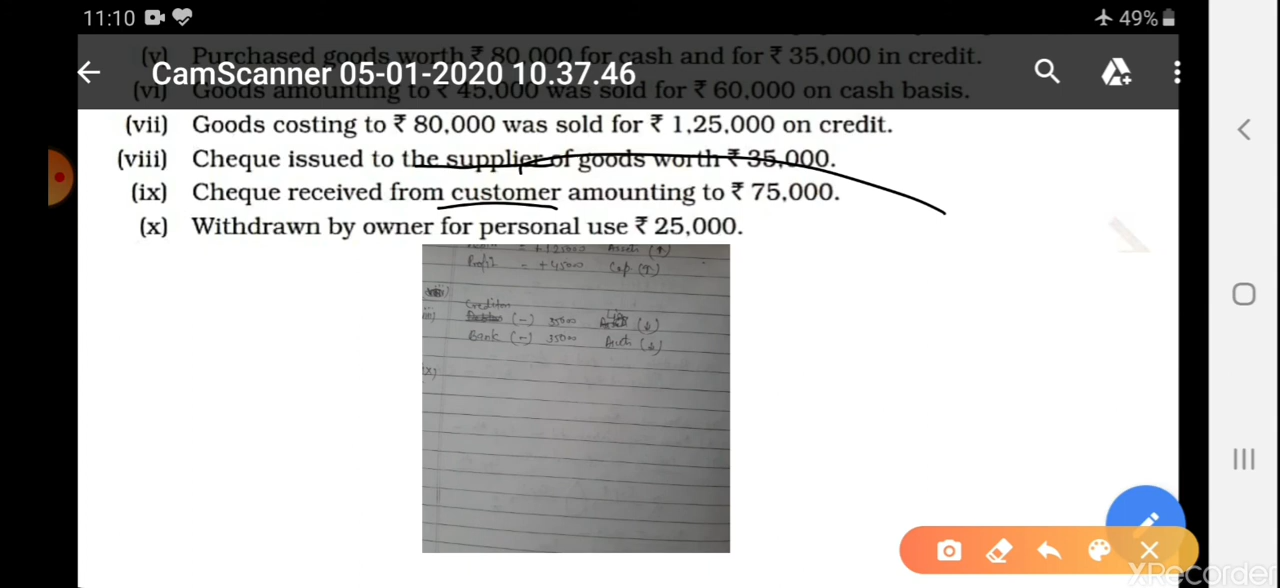 11:10
49%
(v) Purchased goods worth ₹ 80,000 for cash and for ₹ 35,000 in credit.
CamScanner 05-01-2020 10.37.46
(vi) Goods amounting to ₹ 45,000 was sold for ₹ 60,000 on cash basis.
(vii) Goods costing to ₹ 80,000 was sold for ₹ 1,25,000 on credit.
(viii) Cheque issued to the supplier of goods worth ₹ 35,000.
(ix) Cheque received from customer amounting to ₹ 75,000.
(x) Withdrawn by owner for personal use ₹ 25,000.
= +125000 Assets (↑)
Profit = +45000 Cap (↑)
Creditors
(-) 35000 (↓)
Bank (-) 35000 (↓)
XRecorder